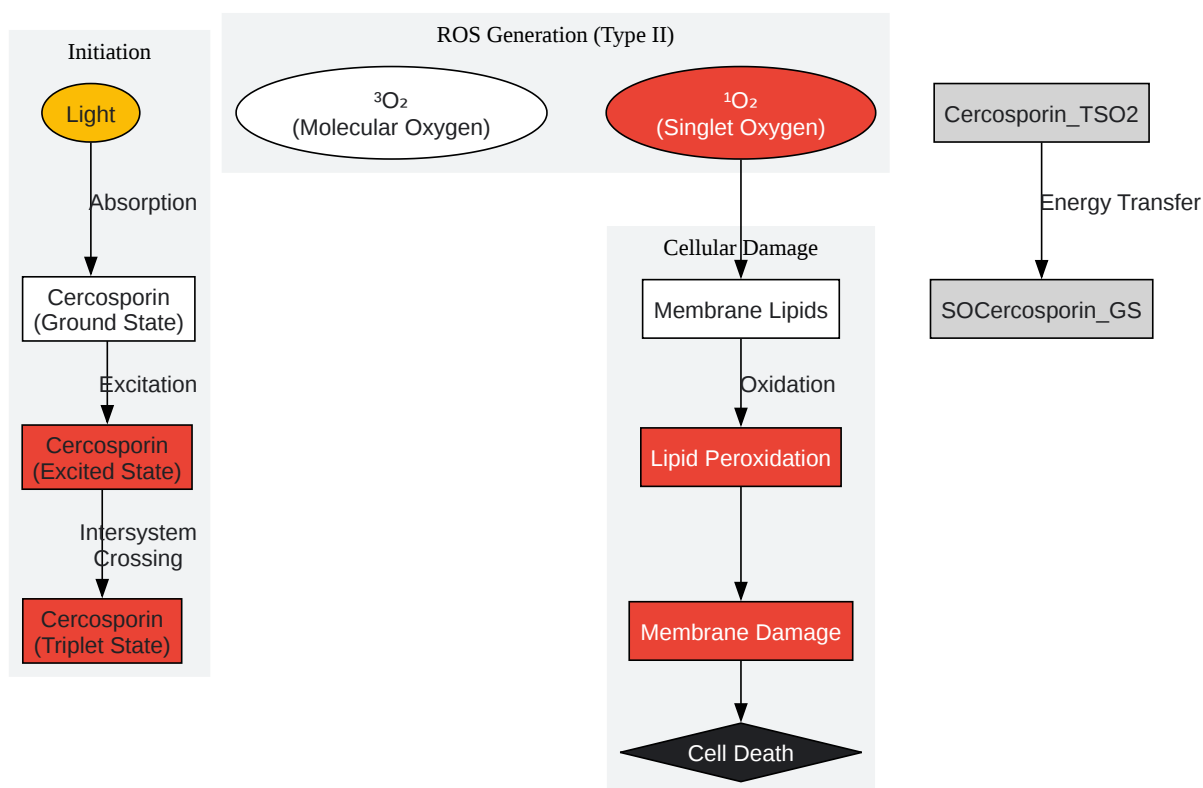 Initiation
Light
Absorption
Cercosporin
(Ground State)
Excitation
Cercosporin
(Excited State)
Intersystem
Crossing
Cercosporin
(Triplet State)
ROS Generation (Type II)
³O₂
(Molecular Oxygen)
¹O₂
(Singlet Oxygen)
Cellular Damage
Membrane Lipids
Oxidation
Lipid Peroxidation
Membrane Damage
Cell Death
Cercosporin_TSO2
Energy Transfer
SOCercosporin_GS